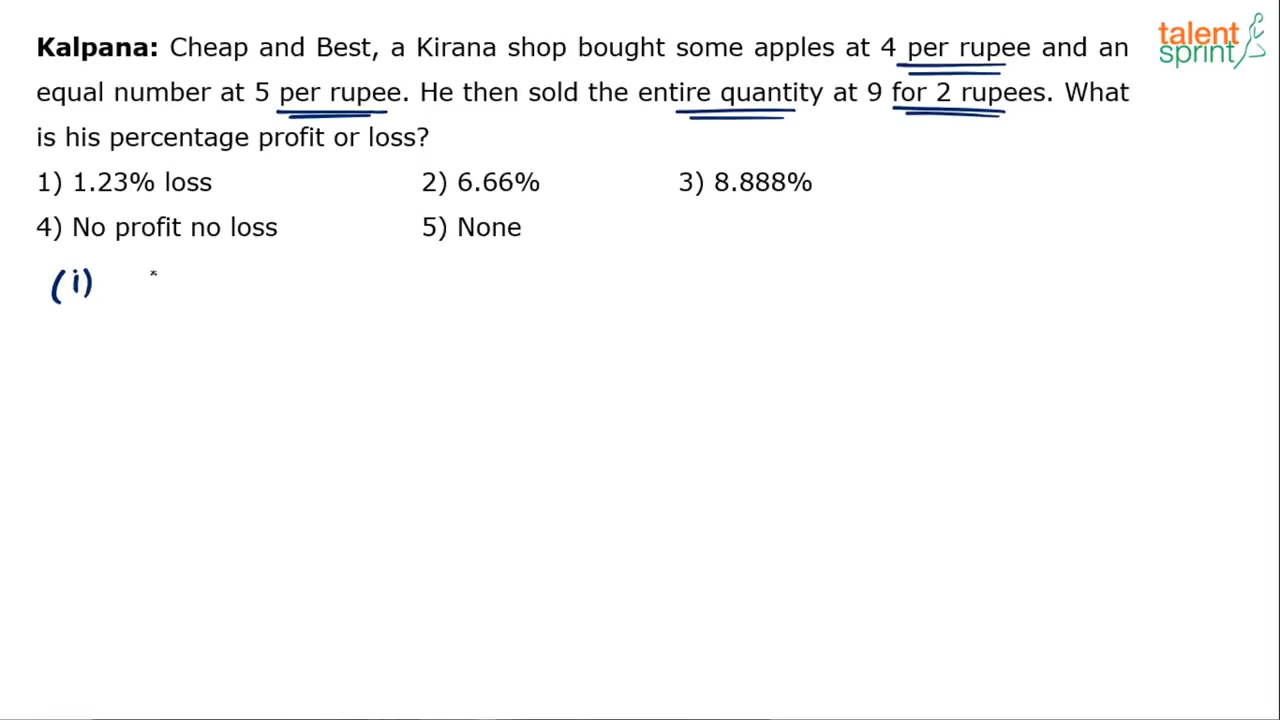 talent
sprint
Kalpana: Cheap and Best, a Kirana shop bought some apples at 4 per rupee and an
equal number at 5 per rupee. He then sold the entire quantity at 9 for 2 rupees. What
is his percentage profit or loss?
1) 1.23% loss 2) 6.66% 3) 8.888%
4) No profit no loss 5) None
(i)